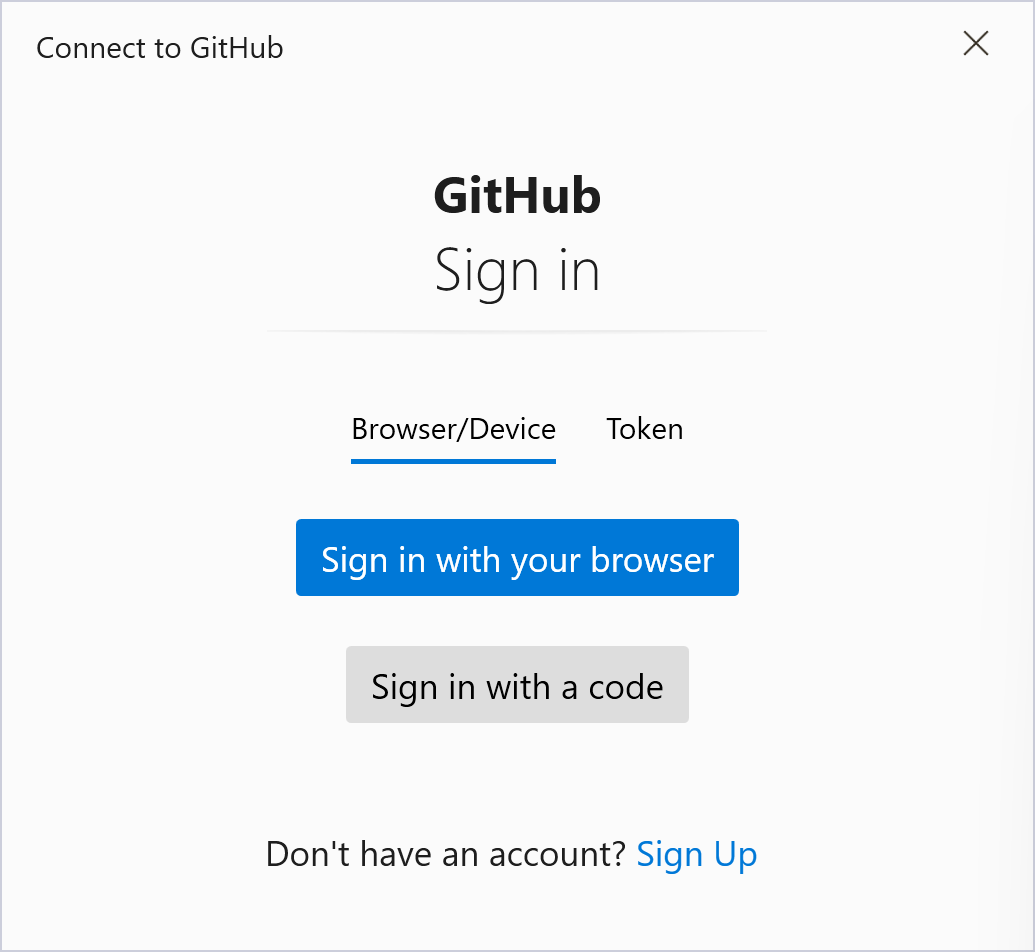 Connect to GitHub
GitHub
Sign in
Browser/Device Token
Sign in with your browser
Sign in with a code
Don't have an account? Sign Up